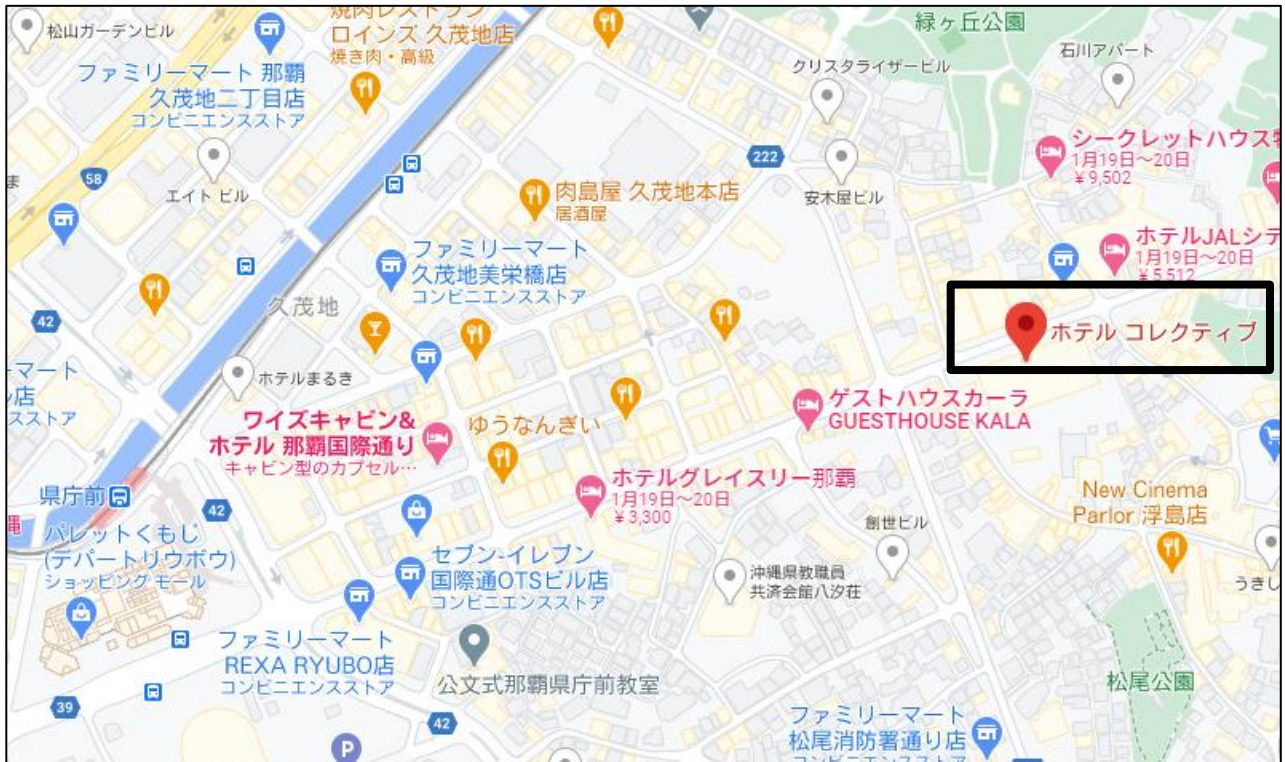 松山ガーデンビル
焼肉レストラン
ロインズ 久茂地店
焼き肉・高級
緑ヶ丘公園
石川アパート
クリスタライザービル
ファミリーマート 那覇
久茂地二丁目店
コンビニエンスストア
シークレットハウス
1月19日～20日
¥ 9,502
222
58
ま
エイト ビル
肉島屋 久茂地本店
居酒屋
安木屋ビル
ファミリーマート
久茂地美栄橋店
コンビニエンスストア
ホテルJALシテ
1月19日～20日
¥ 5,512
久茂地
42
ホテル コレクティブ
ーマート
店
スストア
ホテルまるき
ワイズキャビン&
ホテル 那覇国際通り
キャビン型のカプセル…
ゆうなんぎい
ゲストハウスカーラ
GUESTHOUSE KALA
ホテルグレイスリー那覇
1月19日～20日
¥ 3,300
県庁前
42
New Cinema
Parlor 浮島店
創世ビル
パレットくもじ
(デパートリウボウ)
ショッピング モール
セブン-イレブン
国際通OTSビル店
コンビニエンスストア
沖縄県教職員
共済会館八汐荘
うきし
ファミリーマート
REXA RYUBO店
コンビニエンスストア
公文式那覇県庁前教室
松尾公園
39
42
P
ファミリーマート
松尾消防署通り店
コンビニエンスストア